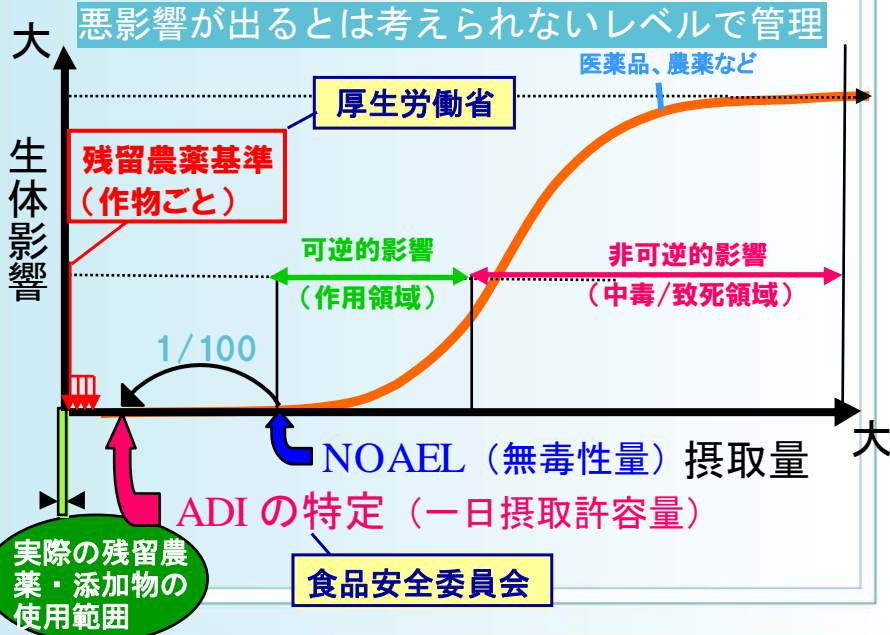 悪影響が出るとは考えられないレベルで管理
大
医薬品、農薬など
厚生労働省
残留農薬基準
（作物ごと）
生体影響
可逆的影響
（作用領域）
非可逆的影響
（中毒/致死領域）
1/100
大
NOAEL（無毒性量）摂取量
ADIの特定（一日摂取許容量）
実際の残留農
薬・添加物の
使用範囲
食品安全委員会